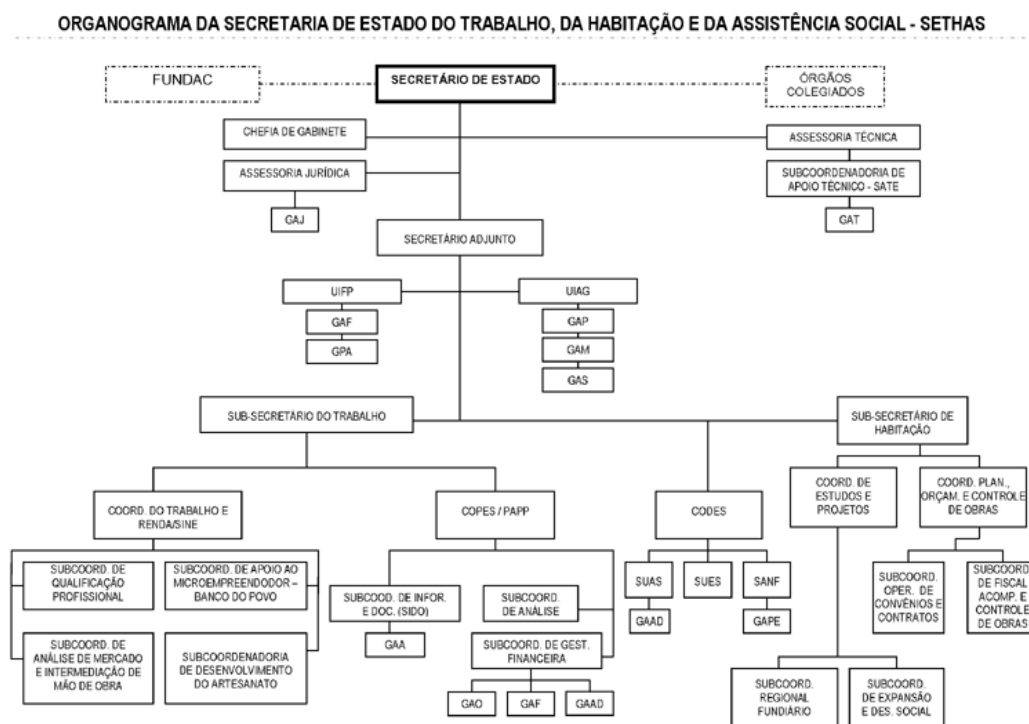 ORGANOGRAMA DA SECRETARIA DE ESTADO DO TRABALHO, DA HABITAÇÃO E DA ASSISTÊNCIA SOCIAL - SETHAS
FUNDAC
SECRETÁRIO DE ESTADO
ÓRGÃOS
COLEGIADOS
CHEFIA DE GABINETE
ASSESSORIA TÉCNICA
ASSESSORIA JURÍDICA
SUBCOORDENADORIA DE
APOIO TÉCNICO - SATE
GAJ
GAT
SECRETÁRIO ADJUNTO
UIFP
UIAG
GAF
GAP
GPA
GAM
GAS
SUB-SECRETÁRIO DO TRABALHO
SUB-SECRETÁRIO DE
HABITAÇÃO
COORD. DO TRABALHO E
RENDA/SINE
COPES / PAPP
CODES
COORD. DE
ESTUDOS E
PROJETOS
COORD. PLAN.,
ORÇAM. E CONTROLE
DE OBRAS
SUBCOORD. DE
QUALIFICAÇÃO
PROFISSIONAL
SUBCOORD. DE APOIO AO
MICROEMPREENDODOR –
BANCO DO POVO
SUBCOOD. DE INFOR.
E DOC. (SIDO)
SUBCOORD.
DE ANÁLISE
SUAS
SUES
SANF
SUBCOORD.
OPER. DE
CONVÊNIOS E
CONTRATOS
SUBCOORD.
DE FISCAL
ACOMP. E
CONTROLE
DE OBRAS
GAA
GAAD
GAPE
SUBCOORD. DE
ANÁLISE DE MERCADO
E INTERMEDIAÇÃO DE
MÃO DE OBRA
SUBCOORDENADORIA
DE DESENVOLVIMENTO
DO ARTESANATO
SUBCOORD. DE GEST.
FINANCEIRA
GAO
GAF
GAAD
SUBCOORD.
REGIONAL
FUNDIÁRIO
SUBCOORD.
DE EXPANSÃO
E DES. SOCIAL